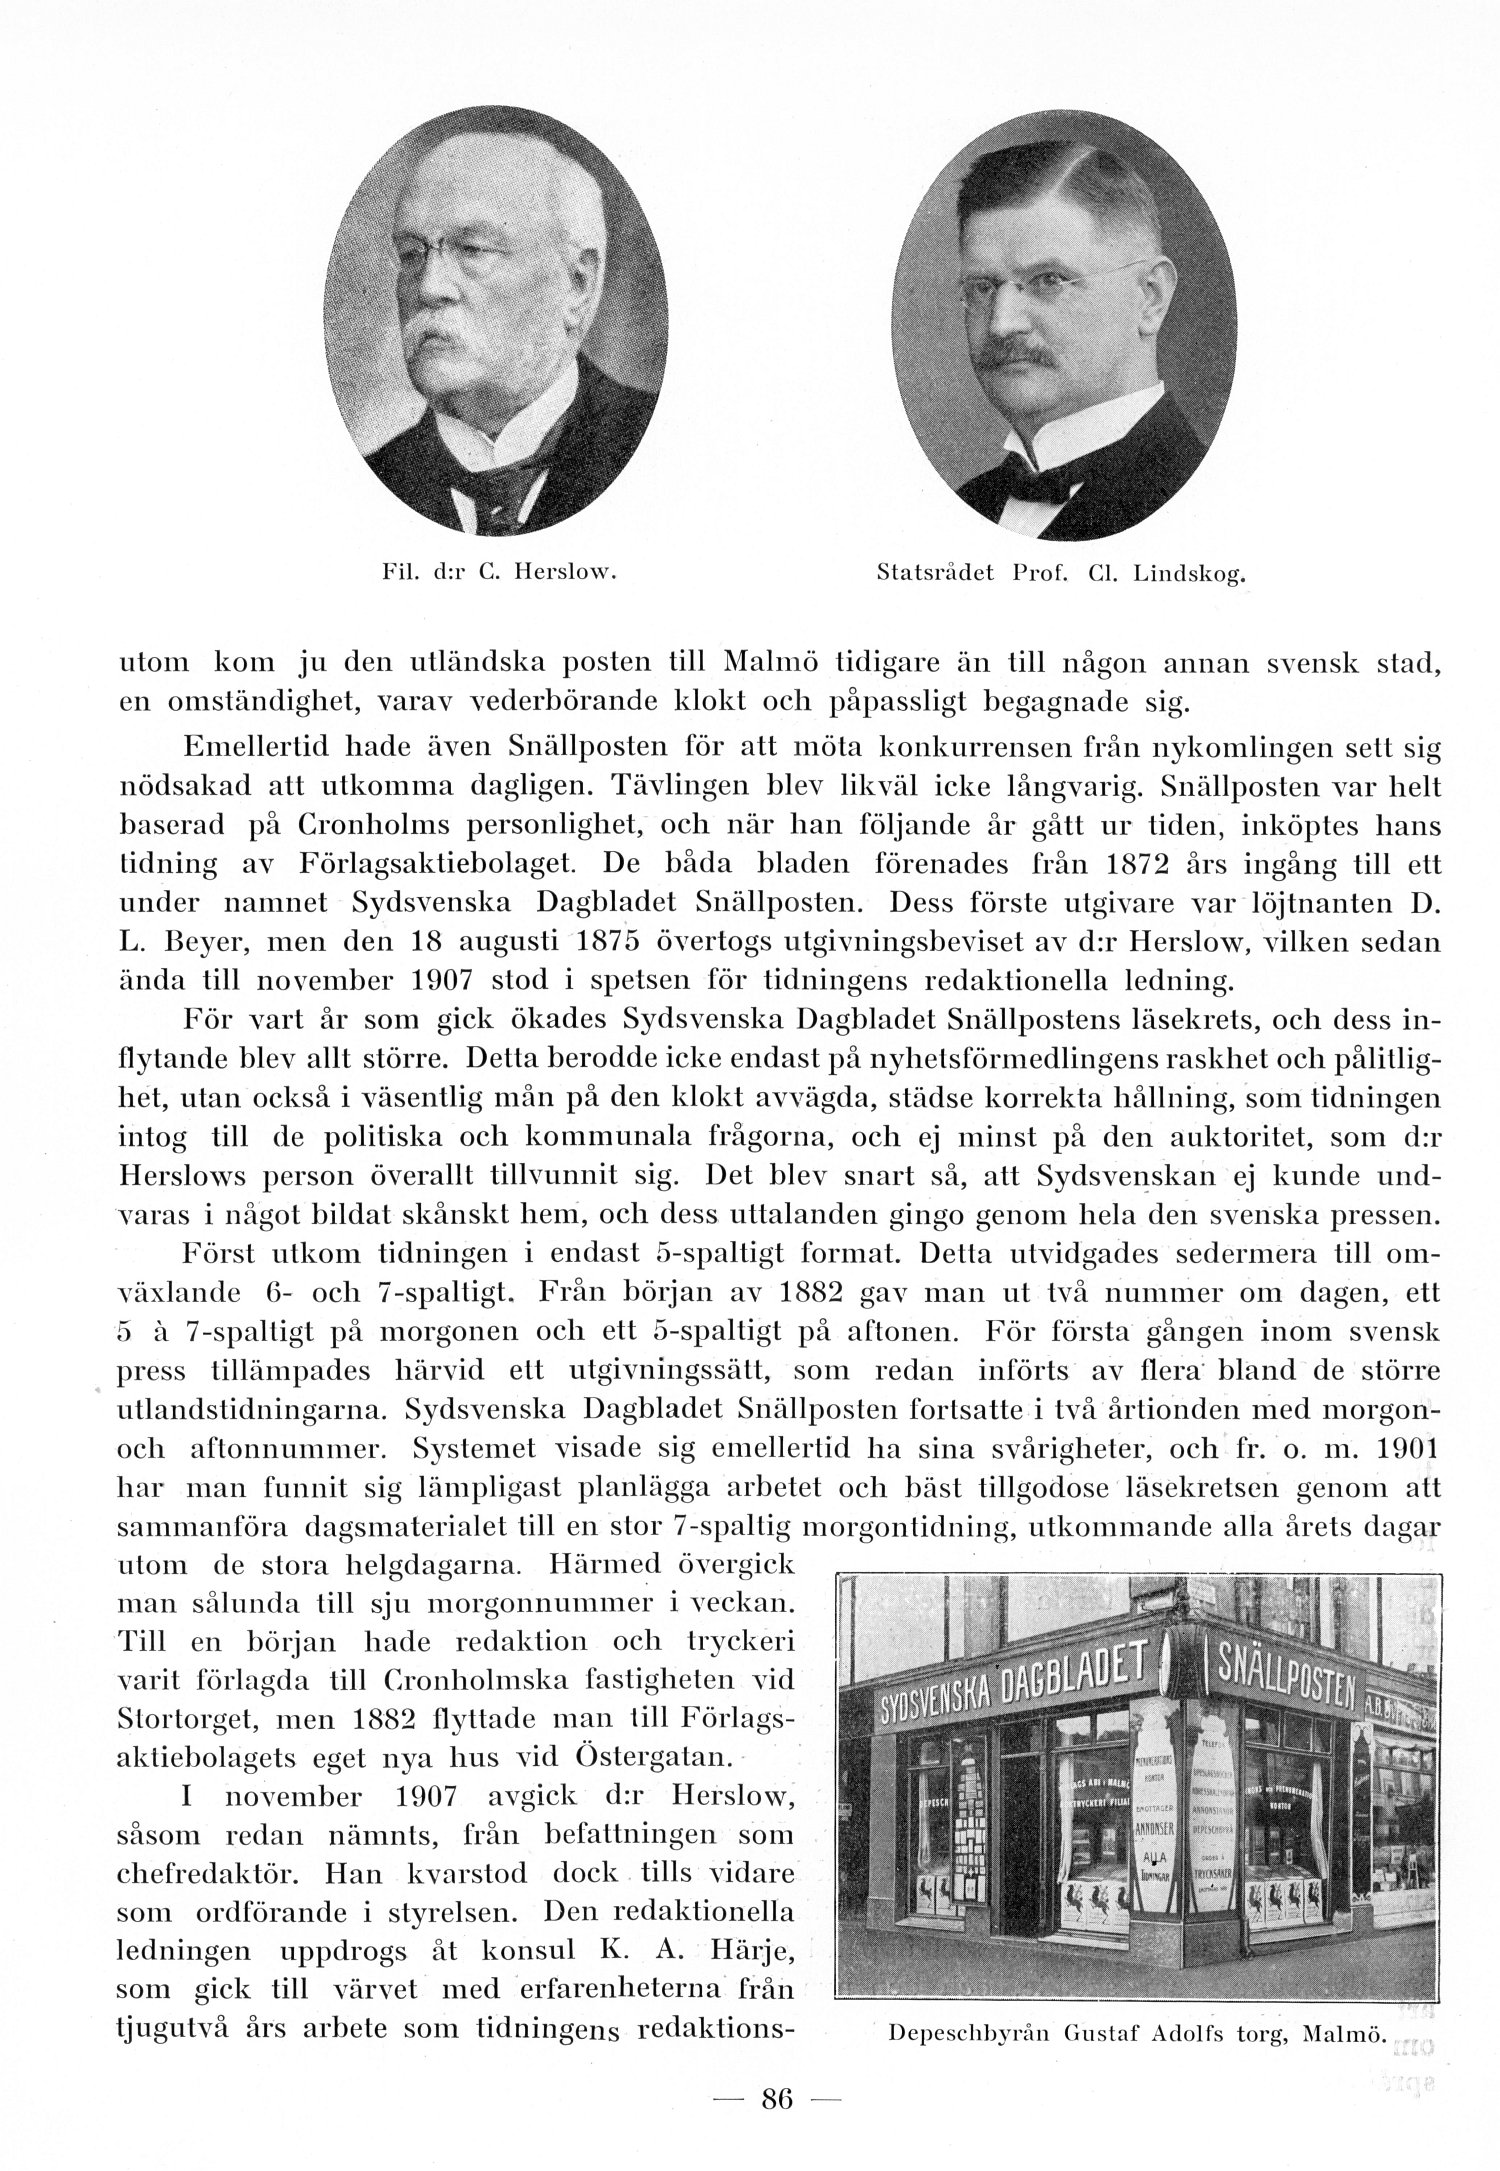 Fil. d:r C. Herslow.
Statsrådet Prof. Cl. Lindskog.
utom kom ju den utländska posten till Malmö tidigare än till någon annan svensk stad,
en omständighet, varav vederbörande klokt och påpassligt begagnade sig.
Emellertid hade även Snällposten för att möta konkurrensen från nykomlingen sett sig
nödsakad att utkomma dagligen. Tävlingen blev likväl icke långvarig. Snällposten var helt
baserad på Cronholms personlighet, och när han följande år gått ur tiden, inköptes hans
tidning av Förlagsaktiebolaget. De båda bladen förenades från 1872 års ingång till ett
under namnet Sydsvenska Dagbladet Snällposten. Dess förste utgivare var löjtnanten D.
L. Beyer, men den 18 augusti 1875 övertogs utgivningsbeviset av d:r Herslow, vilken sedan
ända till november 1907 stod i spetsen för tidningens redaktionella ledning.
För vart år som gick ökades Sydsvenska Dagbladet Snällpostens läsekrets, och dess in-
flytande blev allt större. Detta berodde icke endast på nyhetsförmedlingens raskhet och pålitlig-
het, utan också i väsentlig mån på den klokt avvägda, städse korrekta hållning, som tidningen
intog till de politiska och kommunala frågorna, och ej minst på den auktoritet, som d:r
Herslows person överallt tillvunnit sig. Det blev snart så, att Sydsvenskan ej kunde und-
varas i något bildat skånskt hem, och dess uttalanden gingo genom hela den svenska pressen.
Först utkom tidningen i endast 5-spaltigt format. Detta utvidgades sedermera till om-
växlande 6- och 7-spaltigt. Från början av 1882 gav man ut två nummer om dagen, ett
5 à 7-spaltigt på morgonen och ett 5-spaltigt på aftonen. För första gången inom svensk
press tillämpades härvid ett utgivningssätt, som redan införts av flera bland de större
utlandstidningarna. Sydsvenska Dagbladet Snällposten fortsatte i två årtionden med morgon-
och aftonnummer. Systemet visade sig emellertid ha sina svårigheter, och fr. o. m. 1901
har man funnit sig lämpligast planlägga arbetet och bäst tillgodose läsekretsen genom att
sammanföra dagsmaterialet till en stor 7-spaltig morgontidning, utkommande alla årets dagar
utom de stora helgdagarna. Härmed övergick
man sålunda till sju morgonnummer i veckan.
Till en början hade redaktion och tryckeri
varit förlagda till Cronholmska fastigheten vid
Stortorget, men 1882 flyttade man till Förlags-
aktiebolagets eget nya hus vid Östergatan.
I november 1907 avgick d:r Herslow,
såsom redan nämnts, från befattningen som
chefredaktör. Han kvarstod dock tills vidare
som ordförande i styrelsen. Den redaktionella
ledningen uppdrogs åt konsul K. A. Härje,
som gick till värvet med erfarenheterna från
tjugutvå års arbete som tidningens redaktions-
SYDSVENSKA DAGBLADET
SNÄLLPOSTEN
KONTOR
EMOTTAGER
ANNONSER
ALLA
TIDNINGAR
TRYCKSAKER
KONTOR
TRYCKERI FILIAL
Depeschbyrån Gustaf Adolfs torg, Malmö.
— 86 —